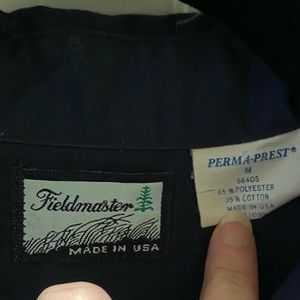 PERMA-PREST®
M
56405
65% POLYESTER
35% COTTON
MADE IN USA
Fieldmaster
MADE IN USA